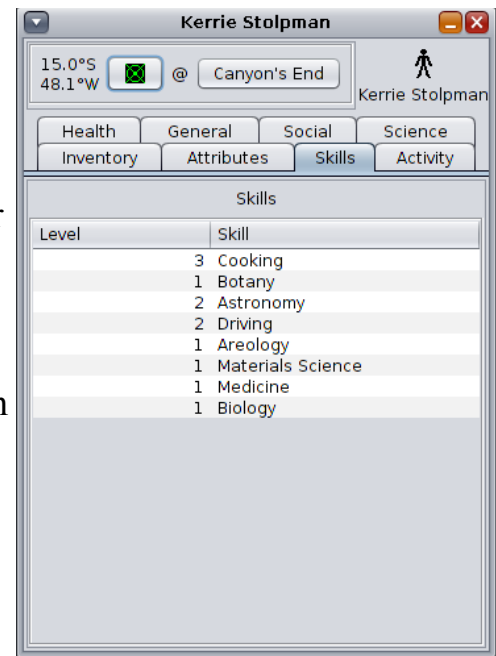 Kerrie Stolpman
15.0°S
48.1°W
@ Canyon's End
Kerrie Stolpman
Health General Social Science
Inventory Attributes Skills Activity
Skills
Level Skill
3 Cooking
1 Botany
2 Astronomy
2 Driving
1 Areology
1 Materials Science
1 Medicine
1 Biology